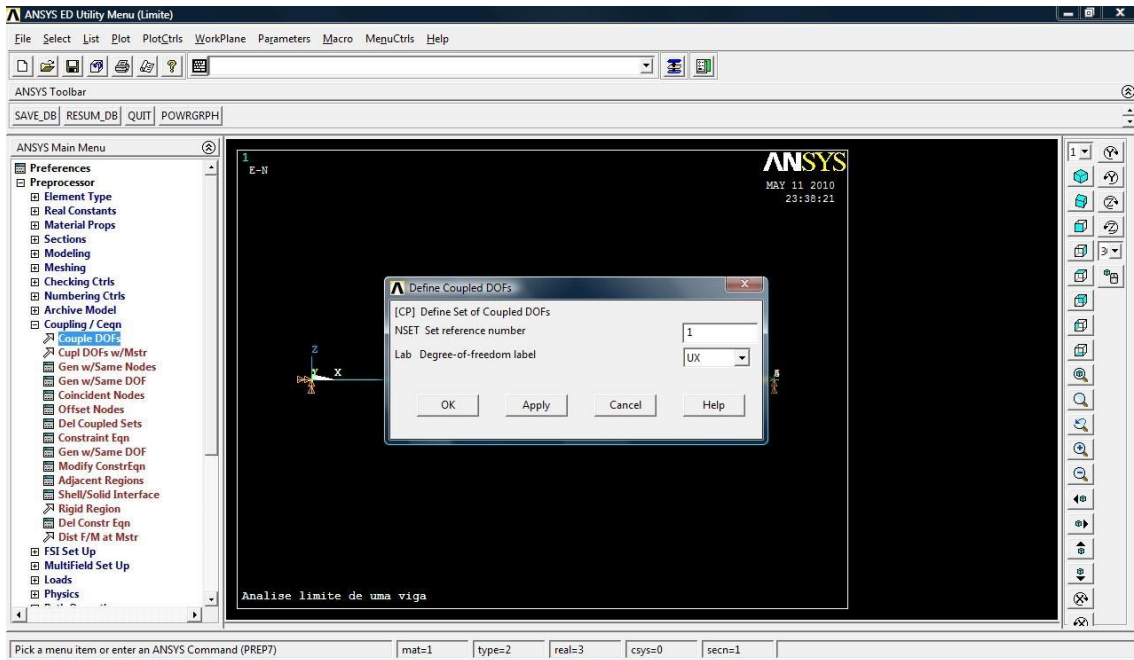 ANSYS ED Utility Menu (Limite)
File Select List Plot PlotCtrls WorkPlane Parameters Macro MenuCtrls Help
ANSYS Toolbar
SAVE_DB RESUM_DB QUIT POWRGRPH
ANSYS Main Menu
Preferences
Preprocessor
Element Type
Real Constants
Material Props
Sections
Modeling
Meshing
Checking Ctrls
Numbering Ctrls
Archive Model
Coupling / Ceqn
Couple DOFs
Cupl DOFs w/Mstr
Gen w/Same Nodes
Gen w/Same DOF
Coincident Nodes
Offset Nodes
Del Coupled Sets
Constraint Eqn
Gen w/Same DOF
Modify ConstrEqn
Adjacent Regions
Shell/Solid Interface
Rigid Region
Del Constr Eqn
Dist F/M at Mstr
FSI Set Up
MultiField Set Up
Loads
Physics
1
E-N
ANSYS
MAY 11 2010
23:38:21
Define Coupled DOFs
[CP] Define Set of Coupled DOFs
NSET Set reference number 1
Lab Degree-of-freedom label UX
OK Apply Cancel Help
Z
Y X
Analise limite de uma viga
1
Pick a menu item or enter an ANSYS Command (PREP7) mat=1 type=2 real=3 csys=0 secn=1